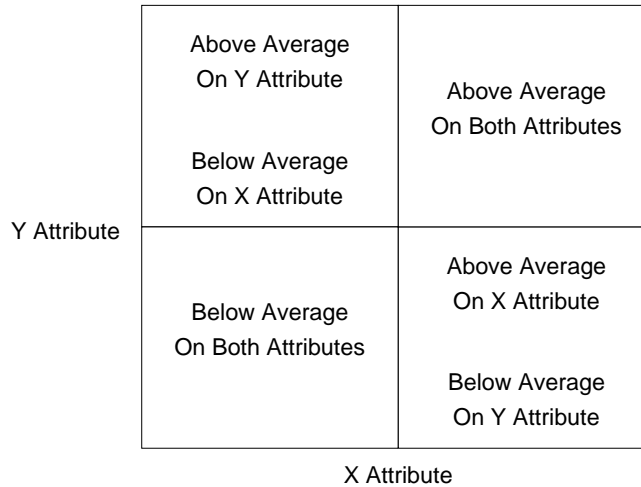 Above Average
On Y Attribute
Below Average
On X Attribute
Above Average
On Both Attributes
Y Attribute
Below Average
On Both Attributes
Above Average
On X Attribute
Below Average
On Y Attribute
X Attribute